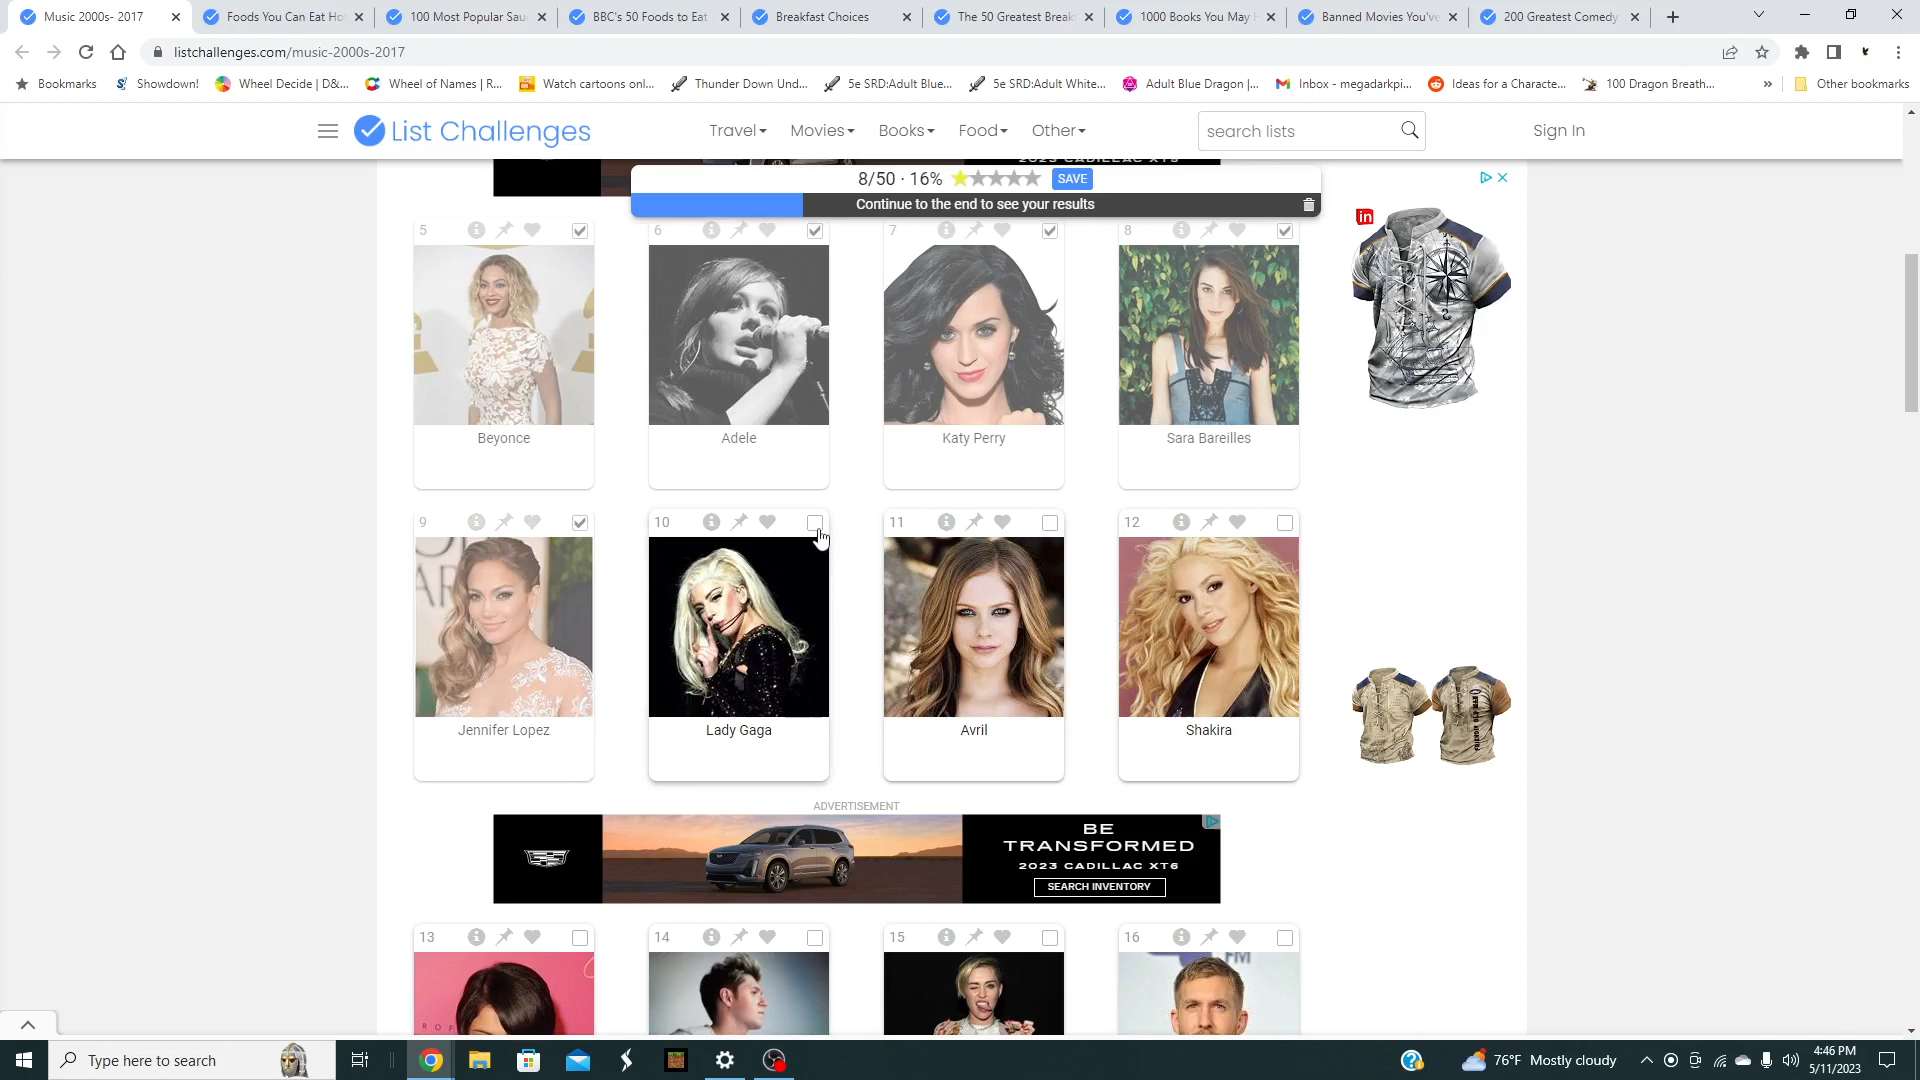 Music 2000s- 2017
Foods You Can Eat Ho
100 Most Popular Sau
BBC's 50 Foods to Eat
Breakfast Choices
The 50 Greatest Break
1000 Books You May H
Banned Movies You've
200 Greatest Comedy
listchallenges.com/music-2000s-2017
Bookmarks
Showdown!
Wheel Decide | D&...
Wheel of Names | R...
Watch cartoons onl...
Thunder Down Und...
5e SRD:Adult Blue...
5e SRD:Adult White...
Adult Blue Dragon |...
Inbox - megadarkpi...
Ideas for a Characte...
100 Dragon Breath...
»
Other bookmarks
List Challenges
Travel
Movies
Books
Food
Other
search lists
Sign In
2023 CADILLAC XT6
8/50 · 16%
SAVE
Continue to the end to see your results
5
6
7
8
in
Beyonce
Adele
Katy Perry
Sara Bareilles
9
10
11
12
Jennifer Lopez
Lady Gaga
Avril
Shakira
ADVERTISEMENT
BE
TRANSFORMED
2023 CADILLAC XT6
SEARCH INVENTORY
13
14
15
16
FM
Type here to search
76°F Mostly cloudy
4:46 PM
5/11/2023